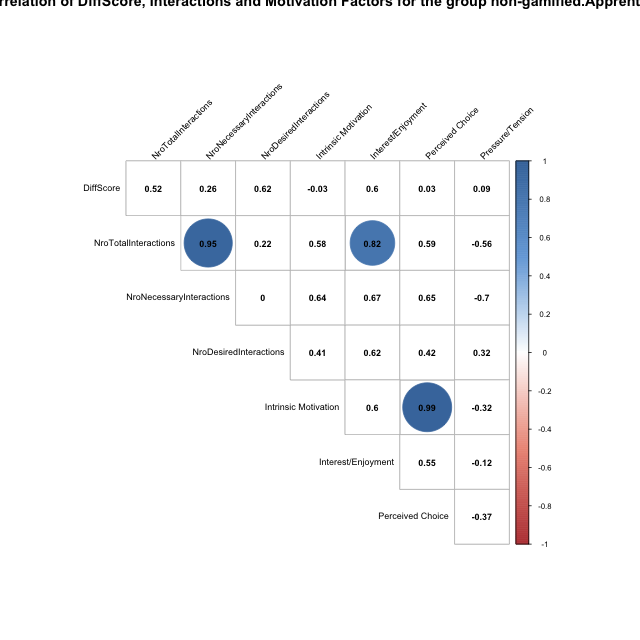 rrelation of DiffScore, Interactions and Motivation Factors for the group non-gamified.Apprent
NroTotalInteractions
NroNecessaryInteractions
NroDesiredInteractions
Intrinsic Motivation
Interest/Enjoyment
Perceived Choice
Pressure/Tension
DiffScore 0.52 0.26 0.62 -0.03 0.6 0.03 0.09
NroTotalInteractions 0.95 0.22 0.58 0.82 0.59 -0.56
NroNecessaryInteractions 0 0.64 0.67 0.65 -0.7
NroDesiredInteractions 0.41 0.62 0.42 0.32
Intrinsic Motivation 0.6 0.99 -0.32
Interest/Enjoyment 0.55 -0.12
Perceived Choice -0.37
1
0.8
0.6
0.4
0.2
0
-0.2
-0.4
-0.6
-0.8
-1